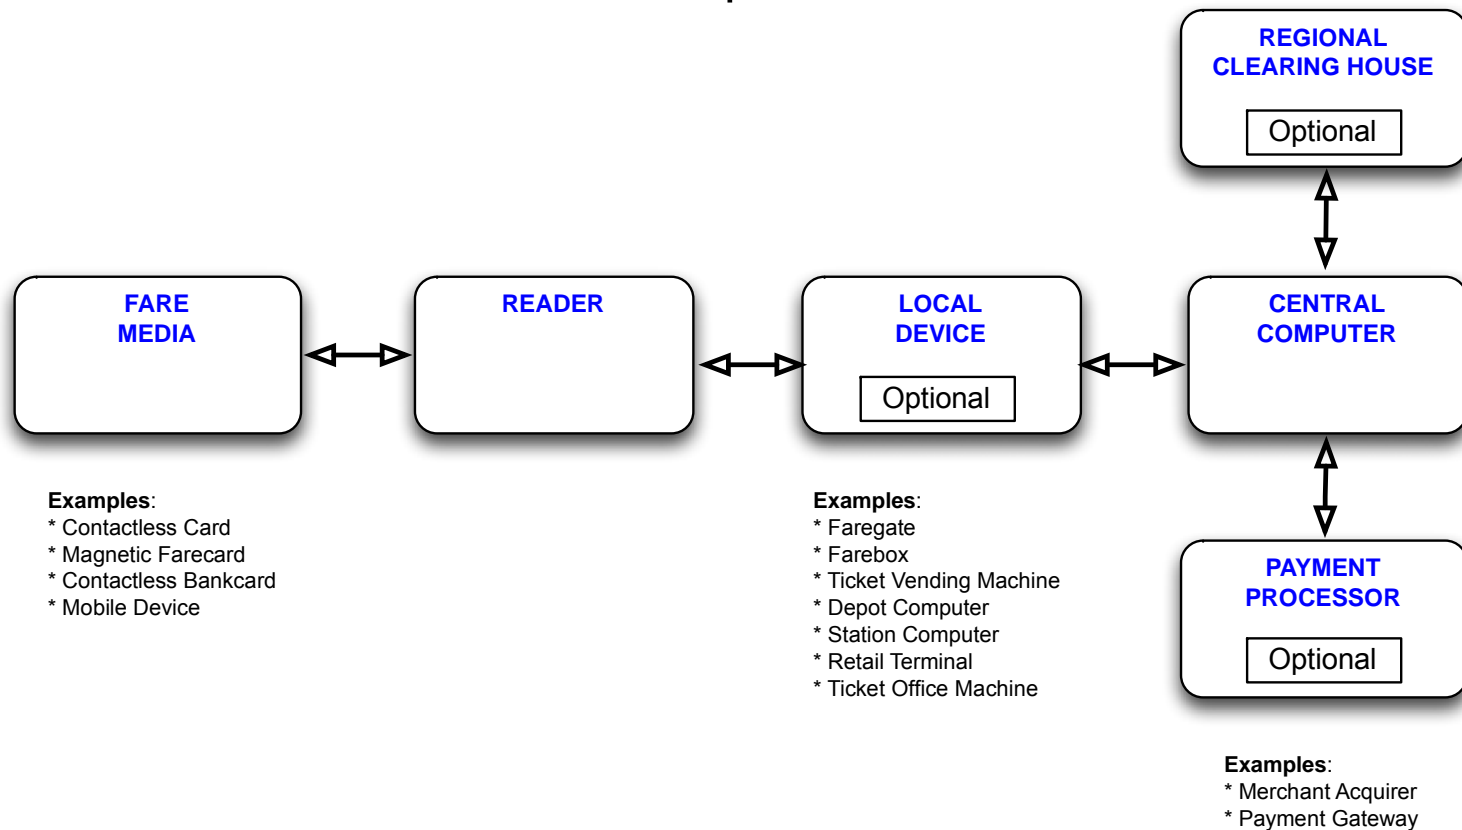 REGIONAL
CLEARING HOUSE
Optional
FARE
MEDIA
READER
LOCAL
DEVICE
Optional
CENTRAL
COMPUTER
Examples:
* Contactless Card
* Magnetic Farecard
* Contactless Bankcard
* Mobile Device
Examples:
* Faregate
* Farebox
* Ticket Vending Machine
* Depot Computer
* Station Computer
* Retail Terminal
* Ticket Office Machine
PAYMENT
PROCESSOR
Optional
Examples:
* Merchant Acquirer
* Payment Gateway